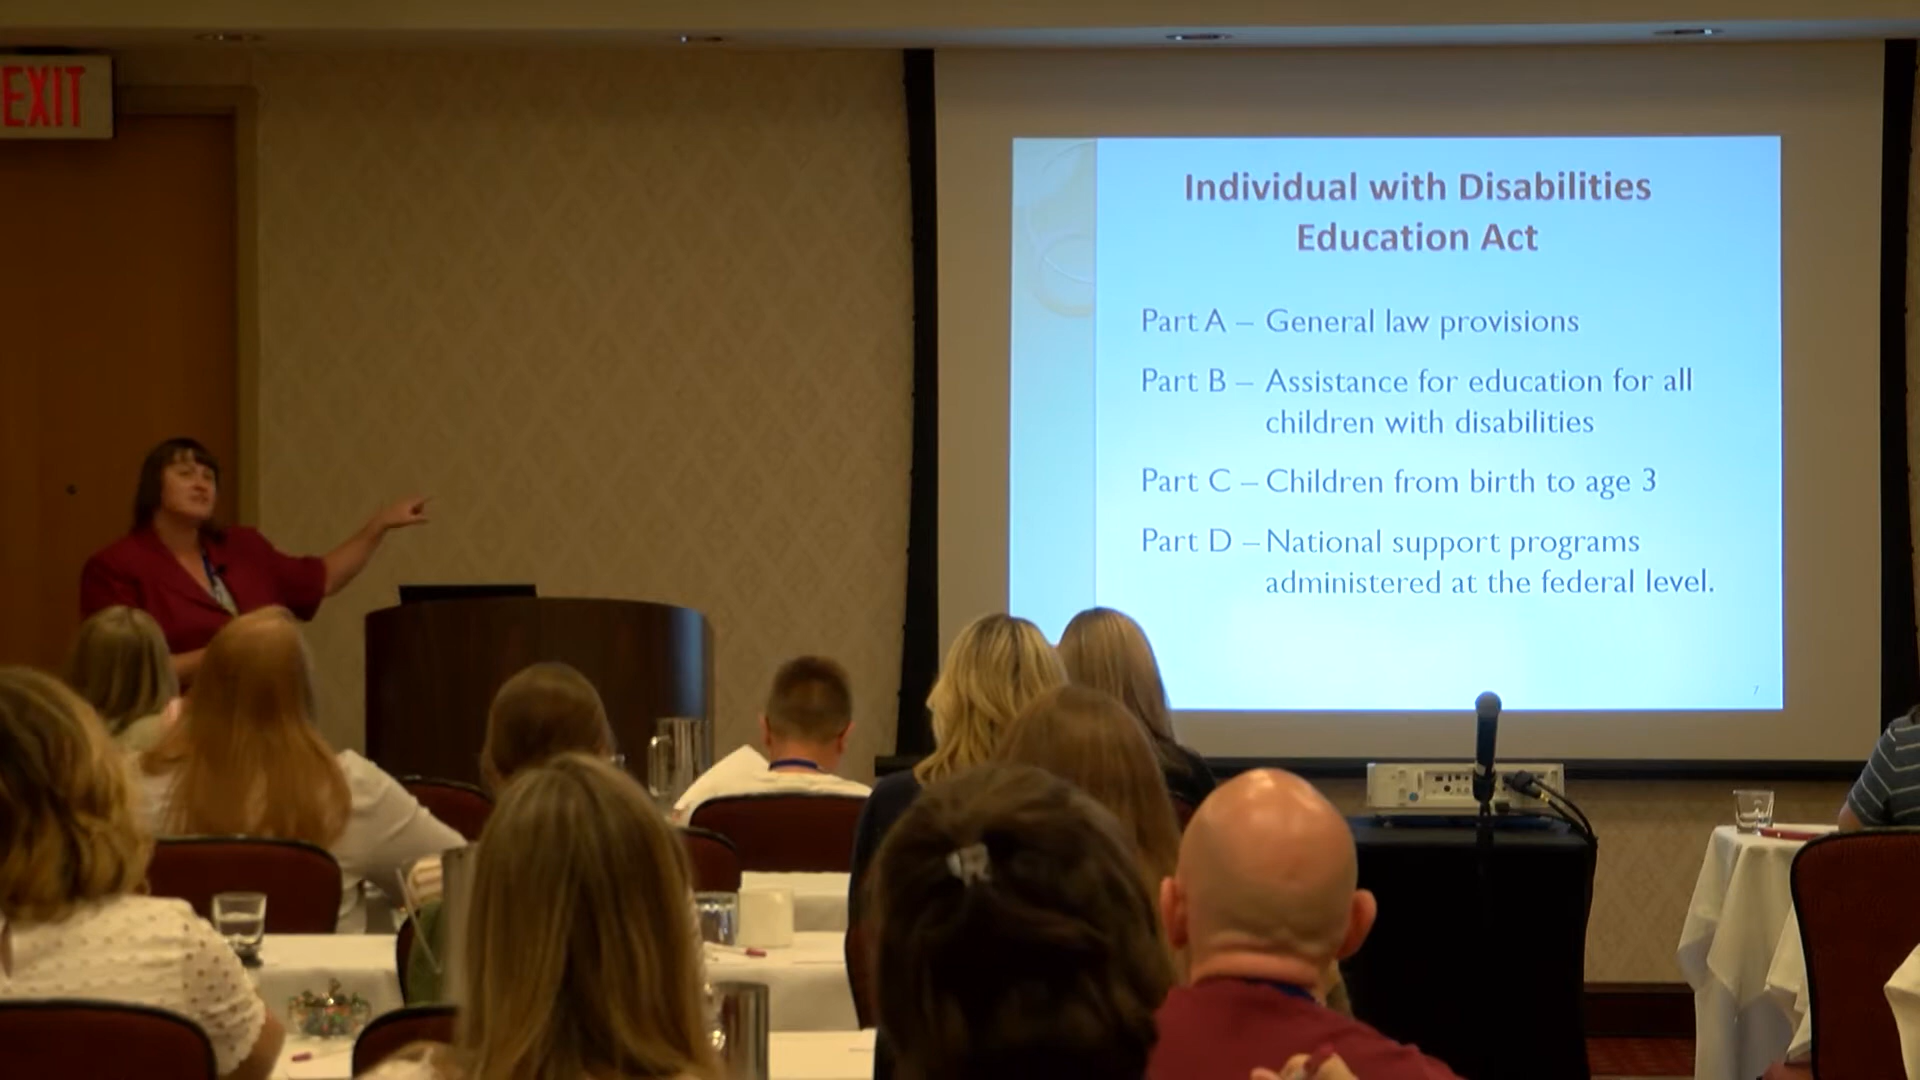 EXIT
Individual with Disabilities
Education Act
Part A – General law provisions
Part B – Assistance for education for all
children with disabilities
Part C – Children from birth to age 3
Part D – National support programs
administered at the federal level.
7